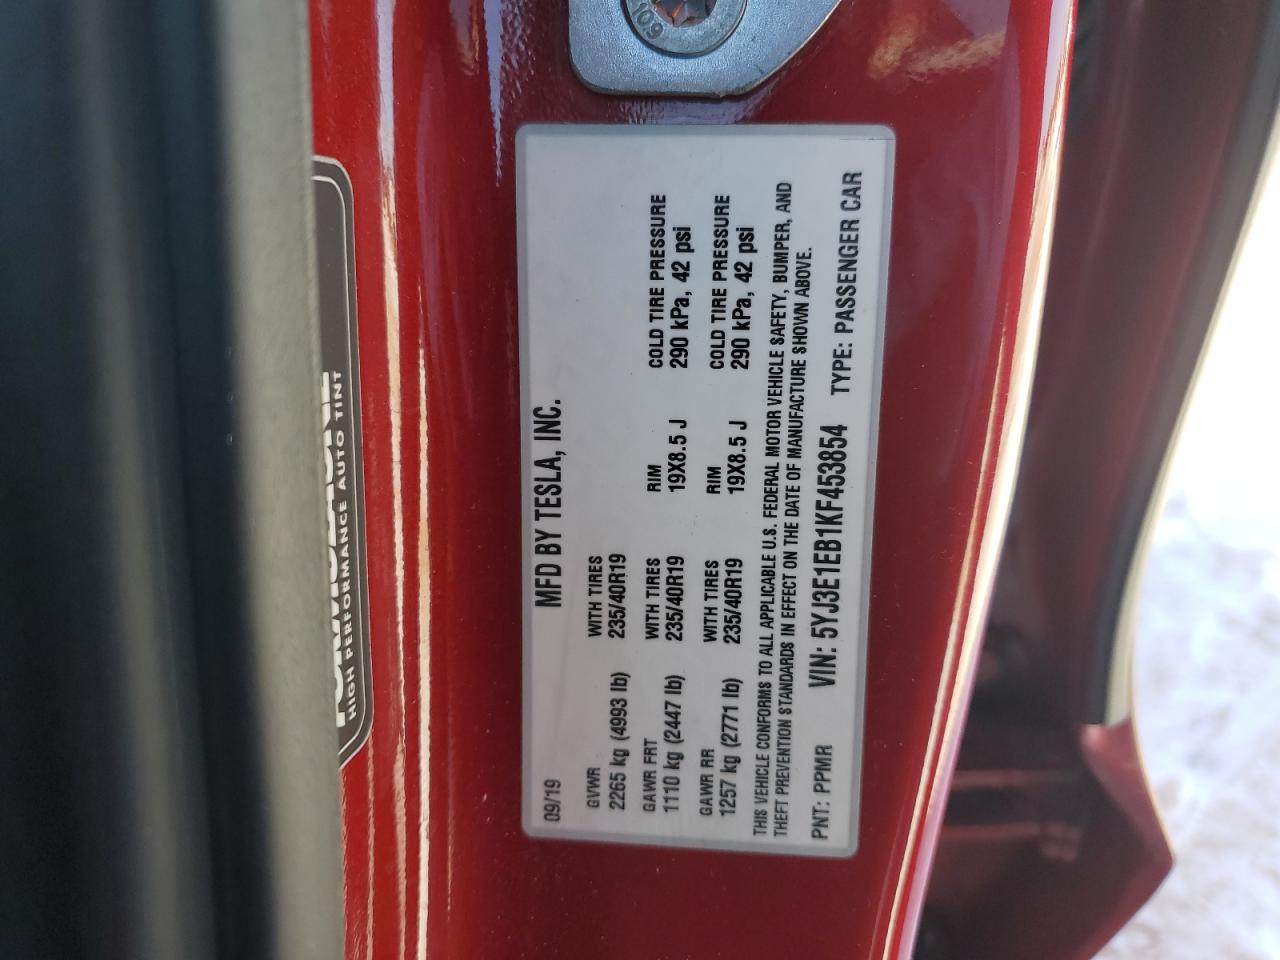 10.9
MFD BY TESLA, INC.
09/19
GVWR WITH TIRES
2265 kg (4993 lb) 235/40R19
GAWR FRT WITH TIRES RIM COLD TIRE PRESSURE
1110 kg (2447 lb) 235/40R19 19X8.5 J 290 kPa, 42 psi
GAWR RR WITH TIRES RIM COLD TIRE PRESSURE
1257 kg (2771 lb) 235/40R19 19X8.5 J 290 kPa, 42 psi
THIS VEHICLE CONFORMS TO ALL APPLICABLE U.S. FEDERAL MOTOR VEHICLE SAFETY, BUMPER, AND
THEFT PREVENTION STANDARDS IN EFFECT ON THE DATE OF MANUFACTURE SHOWN ABOVE.
PNT: PPMR VIN: 5YJ3E1EB1KF453854 TYPE: PASSENGER CAR
HIGH PERFORMANCE AUTO TINT